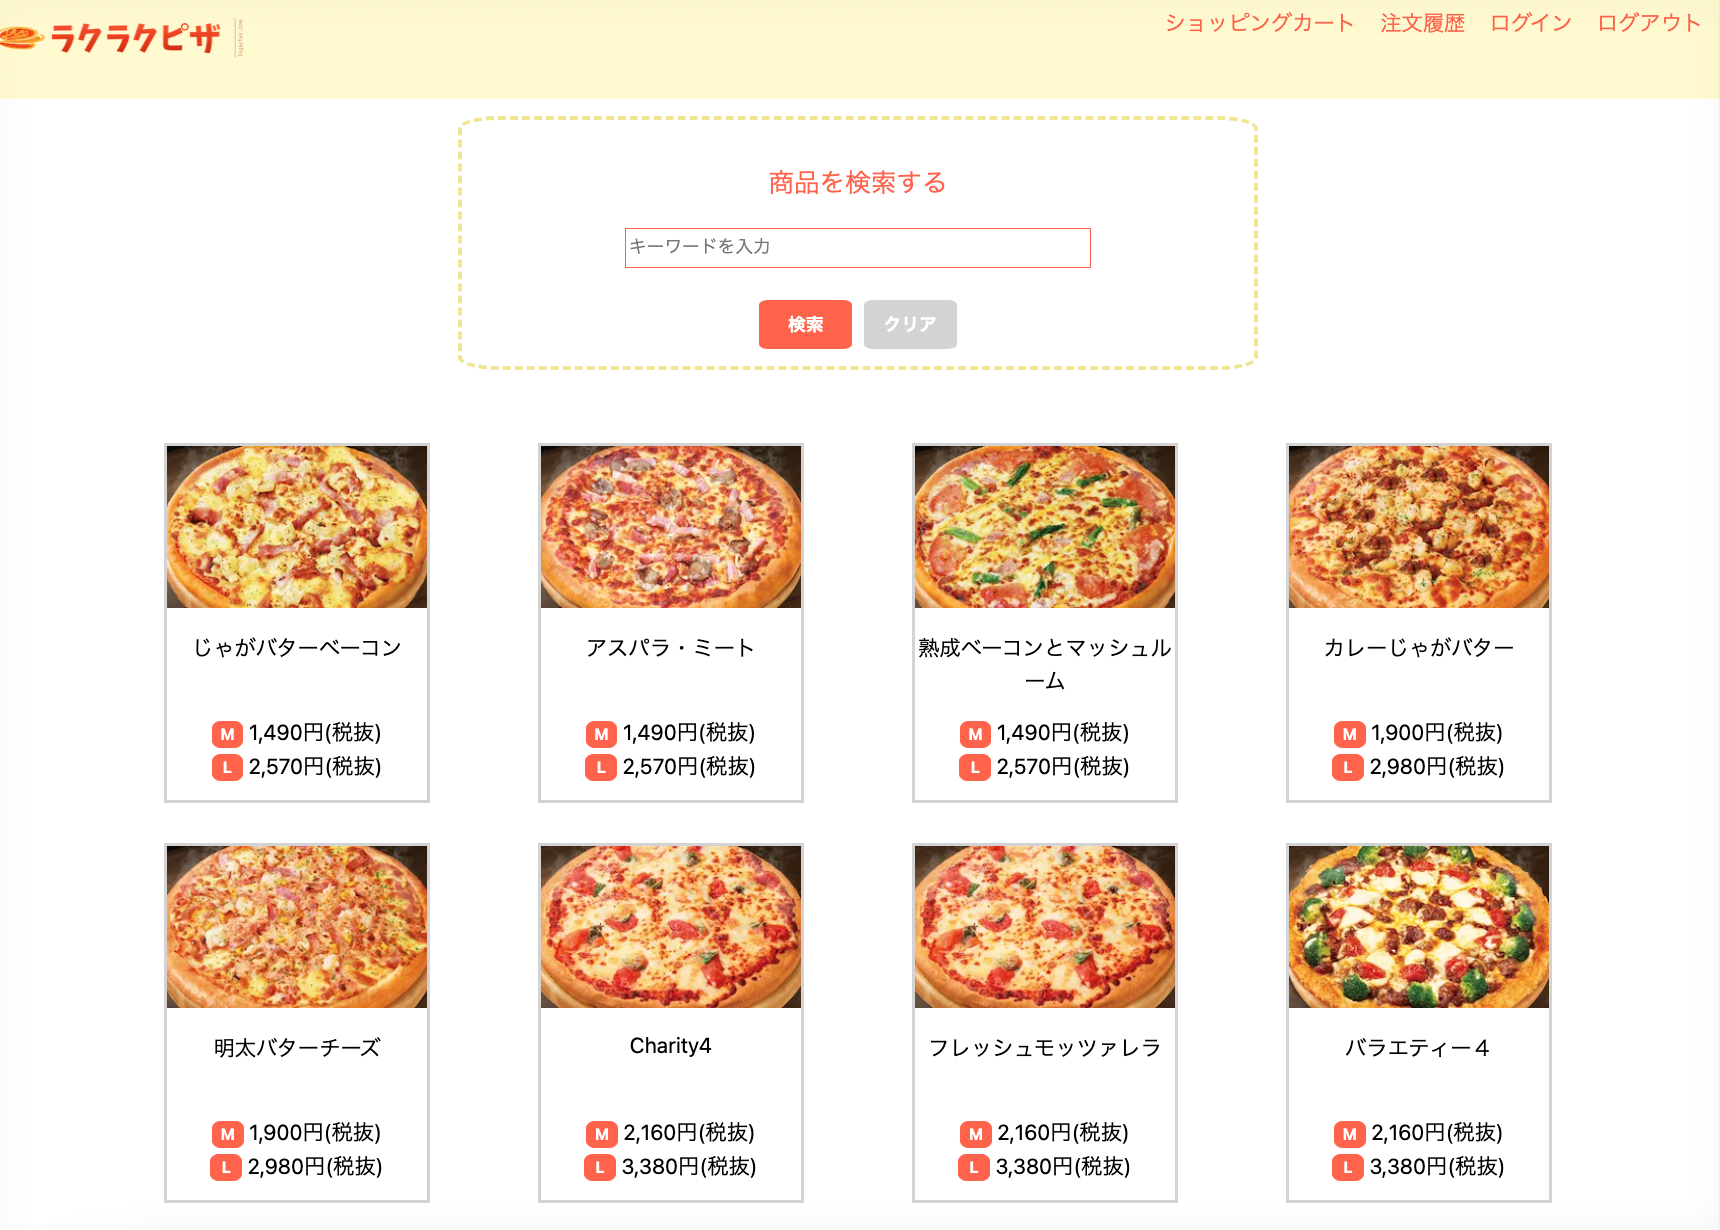 ラクラクピザ
ショッピングカート 注文履歴 ログイン ログアウト
商品を検索する
キーワードを入力
検索 クリア
じゃがバターベーコン
M 1,490円(税抜)
L 2,570円(税抜)
アスパラ・ミート
M 1,490円(税抜)
L 2,570円(税抜)
熟成ベーコンとマッシュル
ーム
M 1,490円(税抜)
L 2,570円(税抜)
カレーじゃがバター
M 1,900円(税抜)
L 2,980円(税抜)
明太バターチーズ
M 1,900円(税抜)
L 2,980円(税抜)
Charity4
M 2,160円(税抜)
L 3,380円(税抜)
フレッシュモッツァレラ
M 2,160円(税抜)
L 3,380円(税抜)
バラエティー４
M 2,160円(税抜)
L 3,380円(税抜)